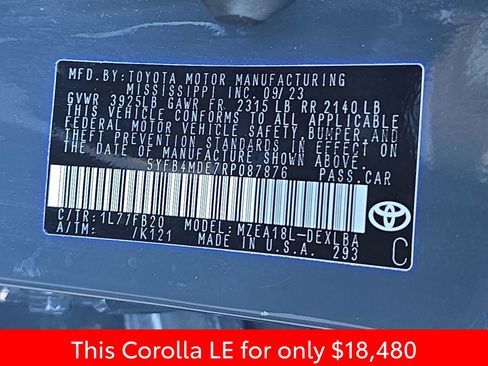 MFD.BY:TOYOTA MOTOR MANUFACTURING
MISSISSIPPI INC. 09/23
GVWR 3925LB GAWR FR 2315 LB RR 2140 LB
THIS VEHICLE CONFORMS TO ALL APPLICABLE
FEDERAL MOTOR VEHICLE SAFETY, BUMPER, AND
THEFT PREVENTION STANDARDS IN EFFECT ON
THE DATE OF MANUFACTURE SHOWN ABOVE.
5YFB4MDE7RP087876 PASS.CAR
C/TR: 1L77FB20 MODEL: MZEA18L-DEXLBA
A/TM: /K121 MADE IN U.S.A.
293
C
This Corolla LE for only $18,480